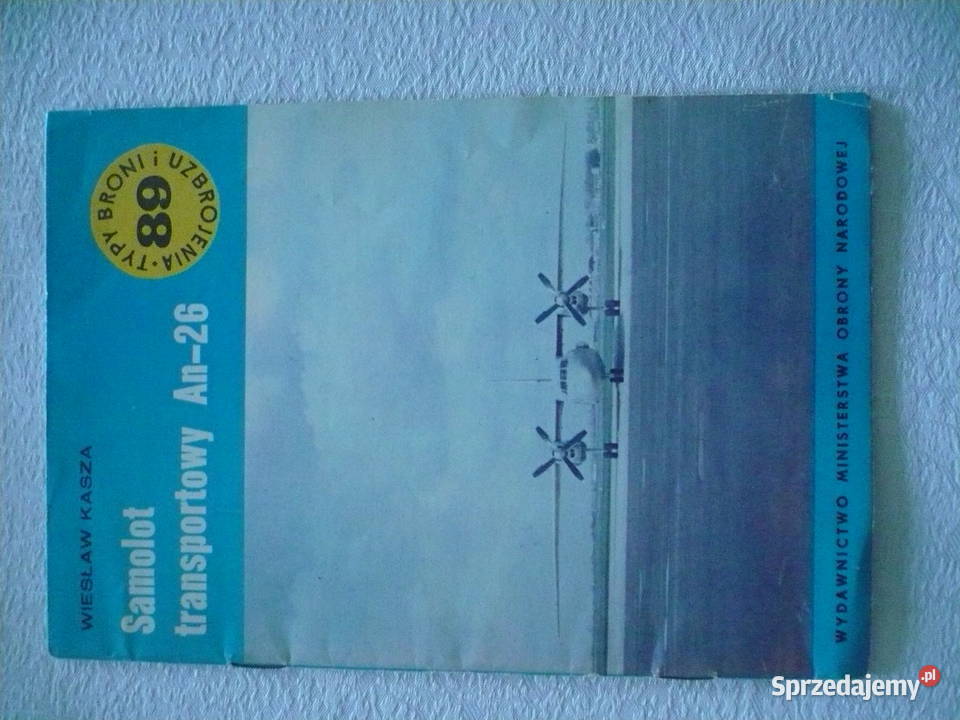 WIESŁAW KASZA
Samolot
transportowy An-26
TYPY BRONI i UZBROJENIA •
89
WYDAWNICTWO MINISTERSTWA OBRONY NARODOWEJ
Sprzedajemy.pl